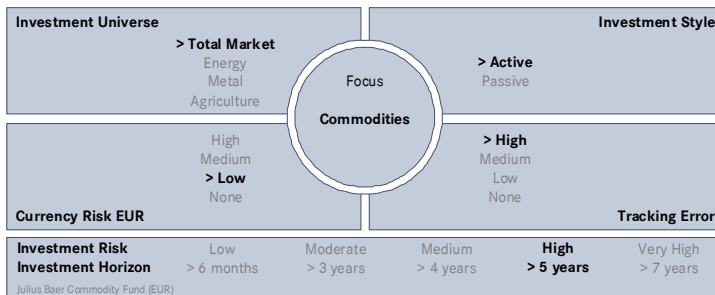 Investment Universe
> Total Market
Energy
Metal
Agriculture
Investment Style
> Active
Passive
Focus
Commodities
High
Medium
> Low
None
Currency Risk EUR
> High
Medium
Low
None
Tracking Error
Investment Risk Low Moderate Medium High Very High
Investment Horizon > 6 months > 3 years > 4 years > 5 years > 7 years
Julius Baer Commodity Fund (EUR)